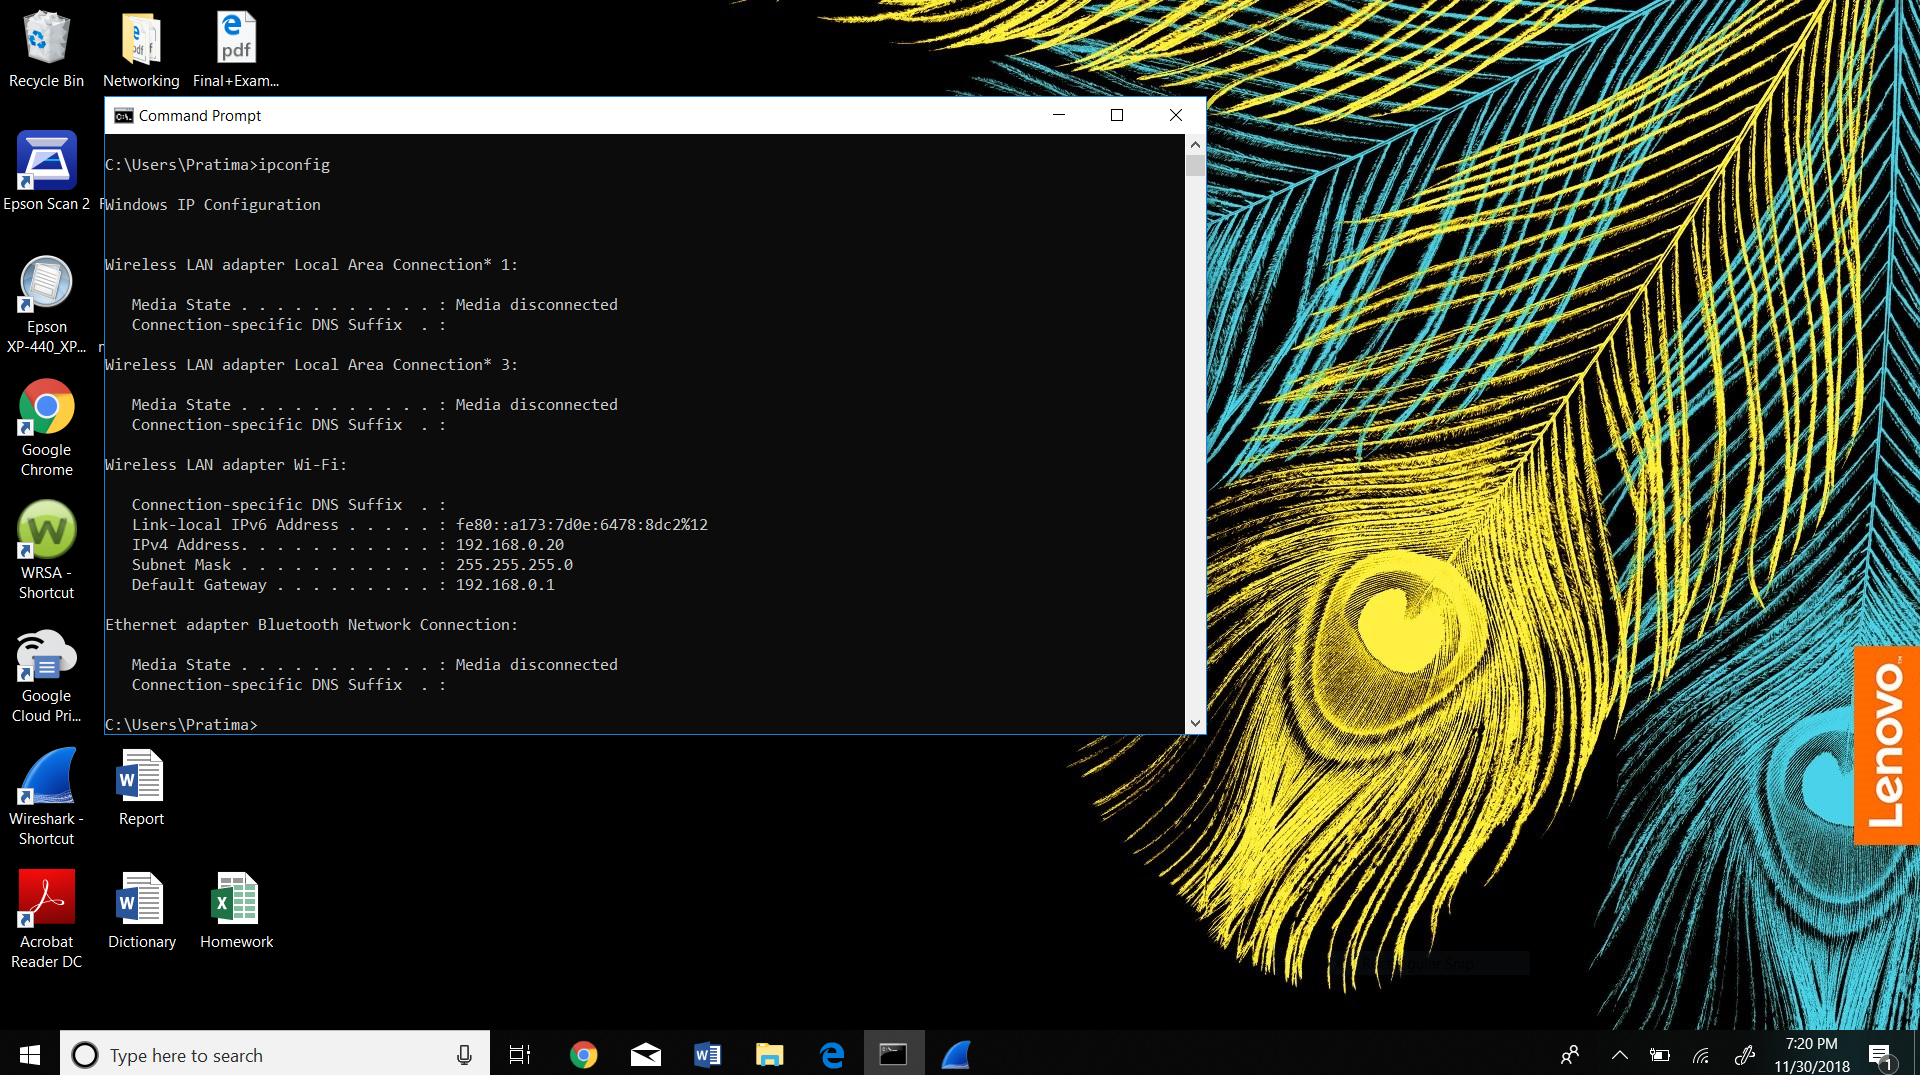 Recycle Bin
Networking
Final+Exam...
pdf
Command Prompt
C:\Users\Pratima>ipconfig
Windows IP Configuration
Wireless LAN adapter Local Area Connection* 1:
Media State . . . . . . . . . . . : Media disconnected
Connection-specific DNS Suffix  . :
Wireless LAN adapter Local Area Connection* 3:
Media State . . . . . . . . . . . : Media disconnected
Connection-specific DNS Suffix  . :
Wireless LAN adapter Wi-Fi:
Connection-specific DNS Suffix  . :
Link-local IPv6 Address . . . . . : fe80::a173:7d0e:6478:8dc2%12
IPv4 Address. . . . . . . . . . . : 192.168.0.20
Subnet Mask . . . . . . . . . . . : 255.255.255.0
Default Gateway . . . . . . . . . : 192.168.0.1
Ethernet adapter Bluetooth Network Connection:
Media State . . . . . . . . . . . : Media disconnected
Connection-specific DNS Suffix  . :
C:\Users\Pratima>
Epson Scan 2
Epson
XP-440_XP...
Google
Chrome
WRSA -
Shortcut
Google
Cloud Pri...
Wireshark -
Shortcut
Report
Acrobat
Reader DC
Dictionary
Homework
Lenovo
Type here to search
7:20 PM
11/30/2018
1